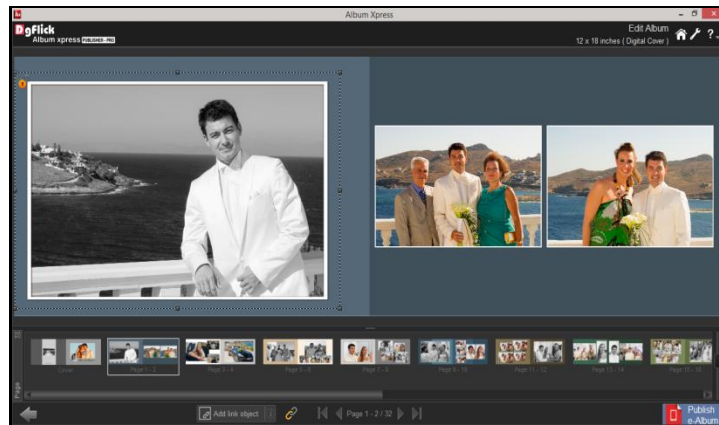 Album Xpress
DgFlick
Album xpress PUBLISHER-PRO
Edit Album
12 x 18 inches ( Digital Cover )
?
Cover
Page 1 - 2
Page 3 - 4
Page 5 - 6
Page 7 - 8
Page 9 - 10
Page 11 - 12
Page 13 - 14
Page 15 - 16
Page
Add link object
i
Page 1 - 2 / 32
Publish
e-Album